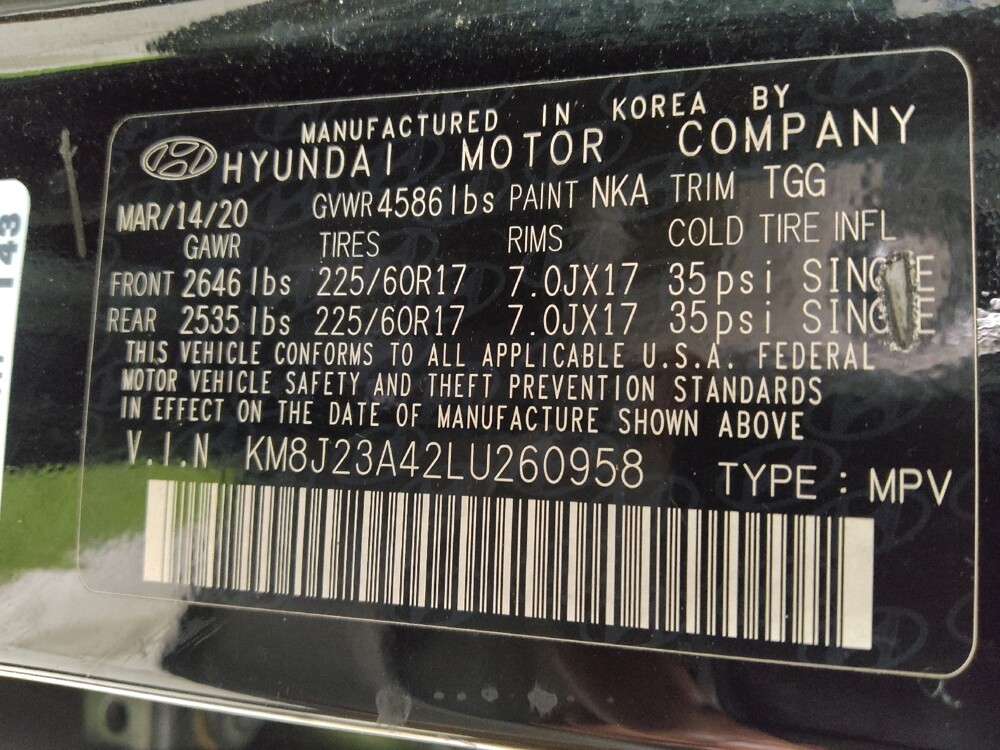 MANUFACTURED IN KOREA BY
HYUNDAI MOTOR COMPANY
MAR/14/20 GVWR 4586 lbs PAINT NKA TRIM TGG
GAWR TIRES RIMS COLD TIRE INFL
FRONT 2646 lbs 225/60R17 7.0JX17 35 psi SINGLE
REAR 2535 lbs 225/60R17 7.0JX17 35 psi SINGLE
THIS VEHICLE CONFORMS TO ALL APPLICABLE U.S.A. FEDERAL
MOTOR VEHICLE SAFETY AND THEFT PREVENTION STANDARDS
IN EFFECT ON THE DATE OF MANUFACTURE SHOWN ABOVE
V.I.N KM8J23A42LU260958 TYPE : MPV
143